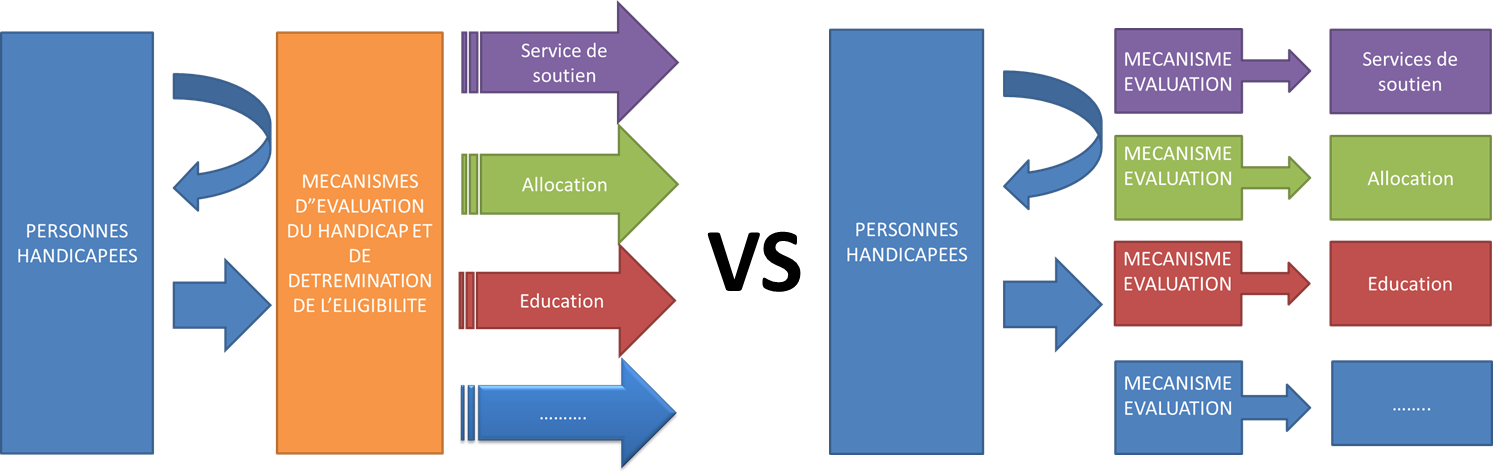 PERSONNES
HANDICAPEES
MECANISMES
D”EVALUATION
DU HANDICAP ET
DE
DETREMINATION
DE L’ELIGIBILITE
Service de
soutien
Allocation
Education
..........
VS
PERSONNES
HANDICAPEES
MECANISME
EVALUATION
Services de
soutien
MECANISME
EVALUATION
Allocation
MECANISME
EVALUATION
Education
MECANISME
EVALUATION
........